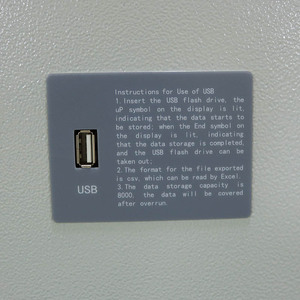 Instructions for Use of USB
1.Insert the USB flash drive, the
uP symbol on the display is lit,
indicating that the data starts to
be stored; when the End symbol on
the display is lit, indicating
that the data storage is completed,
and the USB flash drive can be
taken out;
2.The format for the file exported
is csv, which can be read by Excel.
3.The data storage capacity is
8000, the data will be covered
after overrun.
USB